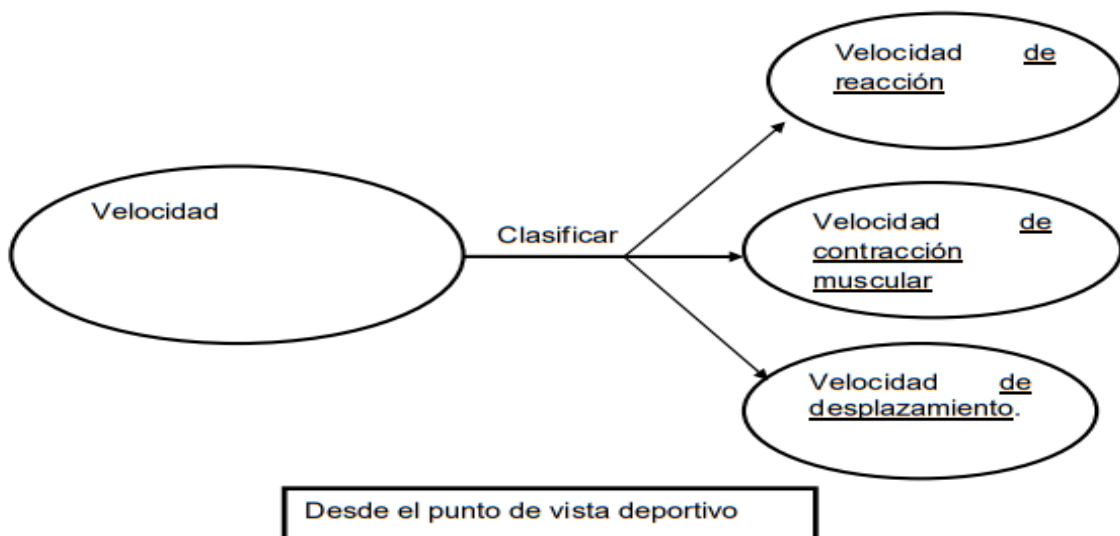 Velocidad de
reacción
Velocidad
Clasificar
Velocidad de
contracción
muscular
Velocidad de
desplazamiento.
Desde el punto de vista deportivo